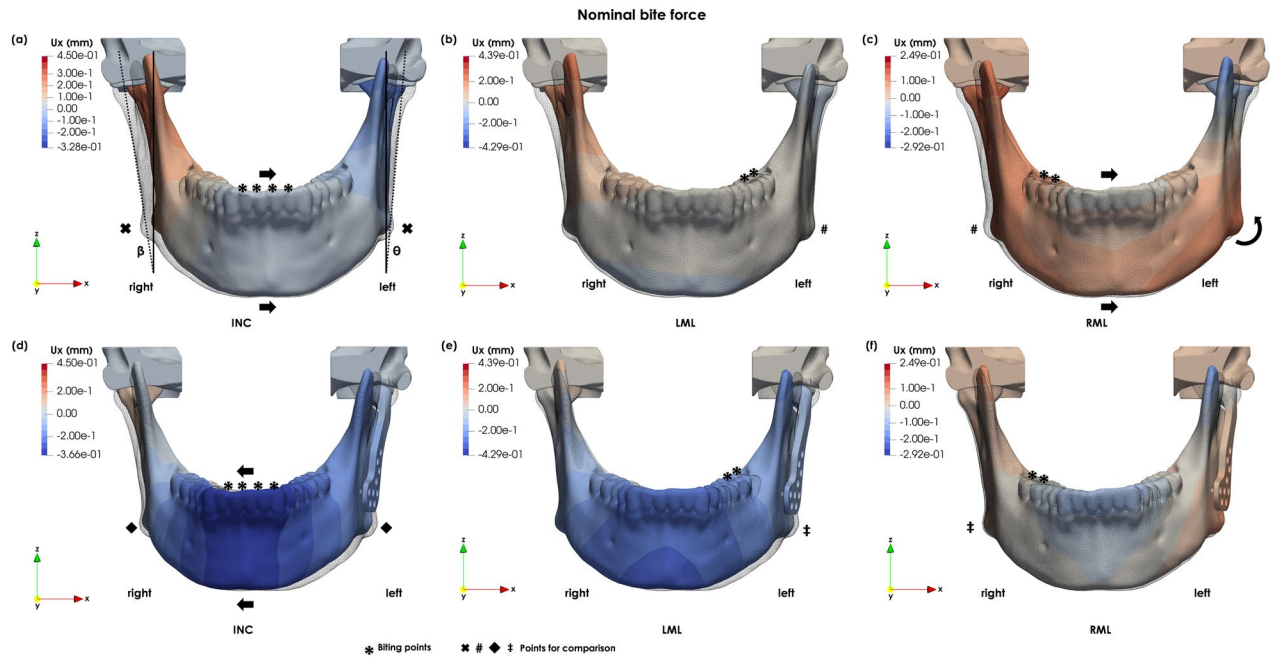 Nominal bite force
(a)
Ux (mm)
4.50e-01
3.00e-1
2.00e-1
1.00e-1
0.00
-1.00e-1
-2.00e-1
-3.28e-01
****
✖
✖
β
θ
z
x
y
right
left
INC
(b)
Ux (mm)
4.39e-01
2.00e-1
0.00
-2.00e-1
-4.29e-01
**
#
z
x
y
right
left
LML
(c)
Ux (mm)
2.49e-01
1.00e-1
0.00
-1.00e-1
-2.00e-1
-2.92e-01
**
#
z
x
y
right
left
RML
(d)
Ux (mm)
4.50e-01
2.00e-1
0.00
-2.00e-1
-3.66e-01
****
◆
◆
z
x
y
right
left
INC
(e)
Ux (mm)
4.39e-01
2.00e-1
0.00
-2.00e-1
-4.29e-01
**
‡
z
x
y
right
left
LML
(f)
Ux (mm)
2.49e-01
1.00e-1
0.00
-1.00e-1
-2.00e-1
-2.92e-01
**
‡
z
x
y
right
left
RML
* Biting points
✖ # ◆ ‡ Points for comparison